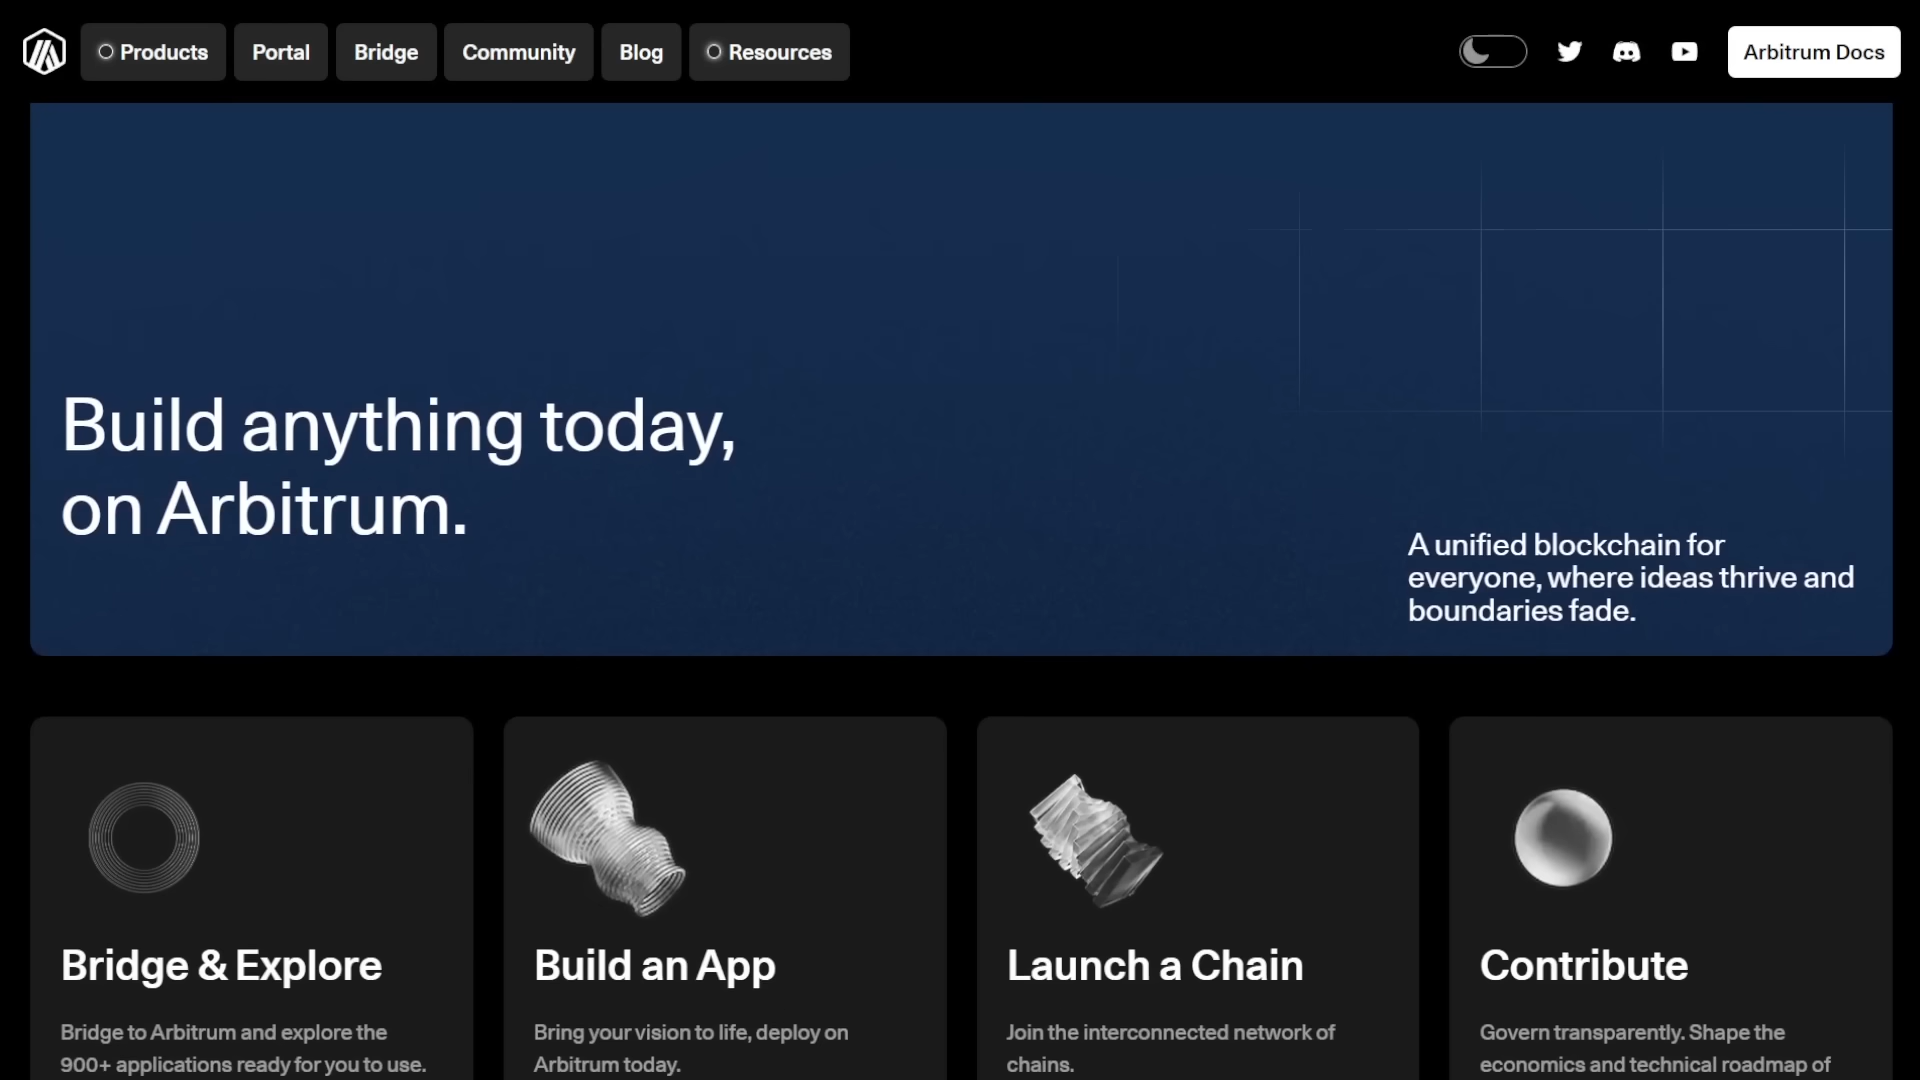 Products
Portal
Bridge
Community
Blog
Resources
Arbitrum Docs
Build anything today,
on Arbitrum.
A unified blockchain for
everyone, where ideas thrive and
boundaries fade.
Bridge & Explore
Bridge to Arbitrum and explore the
900+ applications ready for you to use.
Build an App
Bring your vision to life, deploy on
Arbitrum today.
Launch a Chain
Join the interconnected network of
chains.
Contribute
Govern transparently. Shape the
economics and technical roadmap of